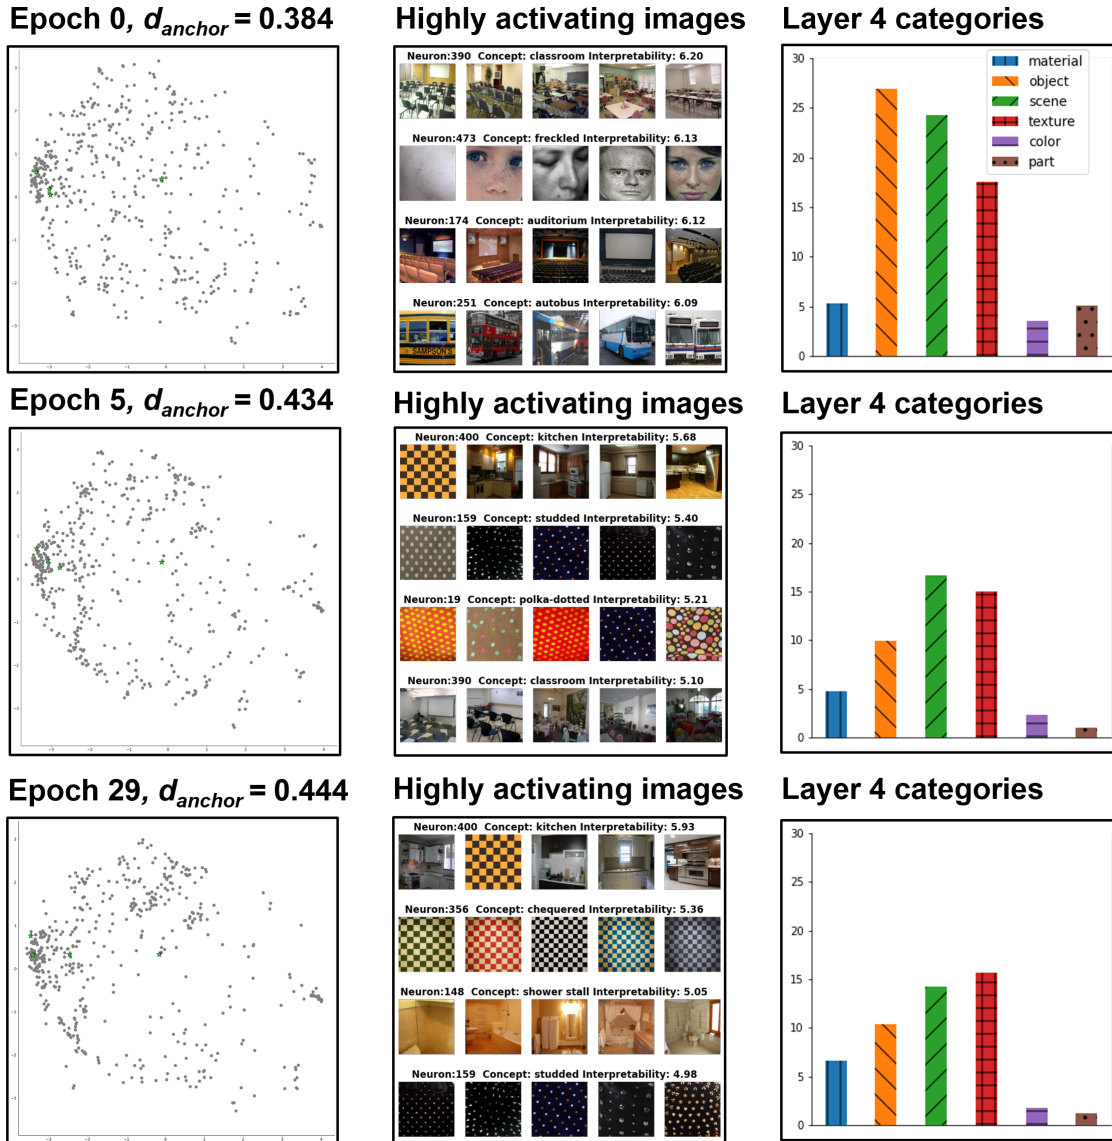 Epoch 0, d_anchor = 0.384
Highly activating images
Layer 4 categories
Neuron:390 Concept: classroom Interpretability: 6.20
Neuron:473 Concept: freckled Interpretability: 6.13
Neuron:174 Concept: auditorium Interpretability: 6.12
Neuron:251 Concept: autobus Interpretability: 6.09
SAMPSON'S
material
object
scene
texture
color
part
30
25
20
15
10
5
0
Epoch 5, d_anchor = 0.434
Highly activating images
Layer 4 categories
Neuron:400 Concept: kitchen Interpretability: 5.68
Neuron:159 Concept: studded Interpretability: 5.40
Neuron:19 Concept: polka-dotted Interpretability: 5.21
Neuron:390 Concept: classroom Interpretability: 5.10
30
25
20
15
10
5
0
Epoch 29, d_anchor = 0.444
Highly activating images
Layer 4 categories
Neuron:400 Concept: kitchen Interpretability: 5.93
Neuron:356 Concept: chequered Interpretability: 5.36
Neuron:148 Concept: shower stall Interpretability: 5.05
Neuron:159 Concept: studded Interpretability: 4.98
30
25
20
15
10
5
0